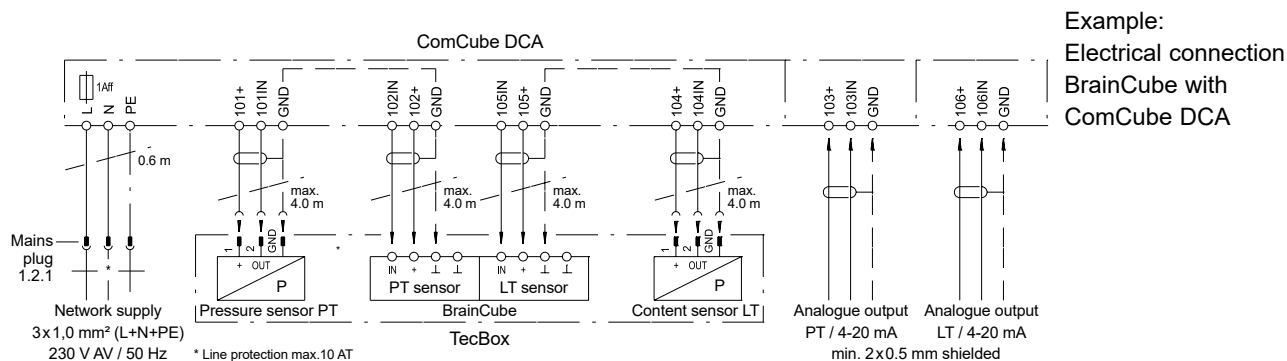 Example:
Electrical connection
BrainCube with
ComCube DCA
ComCube DCA
1Aff
L N PE
101+ 101IN GND
102IN 102+ GND
105IN 105+ GND
104+ 104IN GND
103+ 103IN GND
106+ 106IN GND
0.6 m
max.
4.0 m
max.
4.0 m
max.
4.0 m
max.
4.0 m
Mains
plug
1.2.1
*
1 2 GND
+ OUT
P
*
IN + ⊥ ⊥
PT sensor
IN + ⊥ ⊥
LT sensor
1 2 GND
+ OUT
P
Network supply
3x1,0 mm² (L+N+PE)
230 V AV / 50 Hz
Pressure sensor PT
BrainCube
Content sensor LT
TecBox
* Line protection max.10 AT
Analogue output
PT / 4-20 mA
Analogue output
LT / 4-20 mA
min. 2x0.5 mm shielded